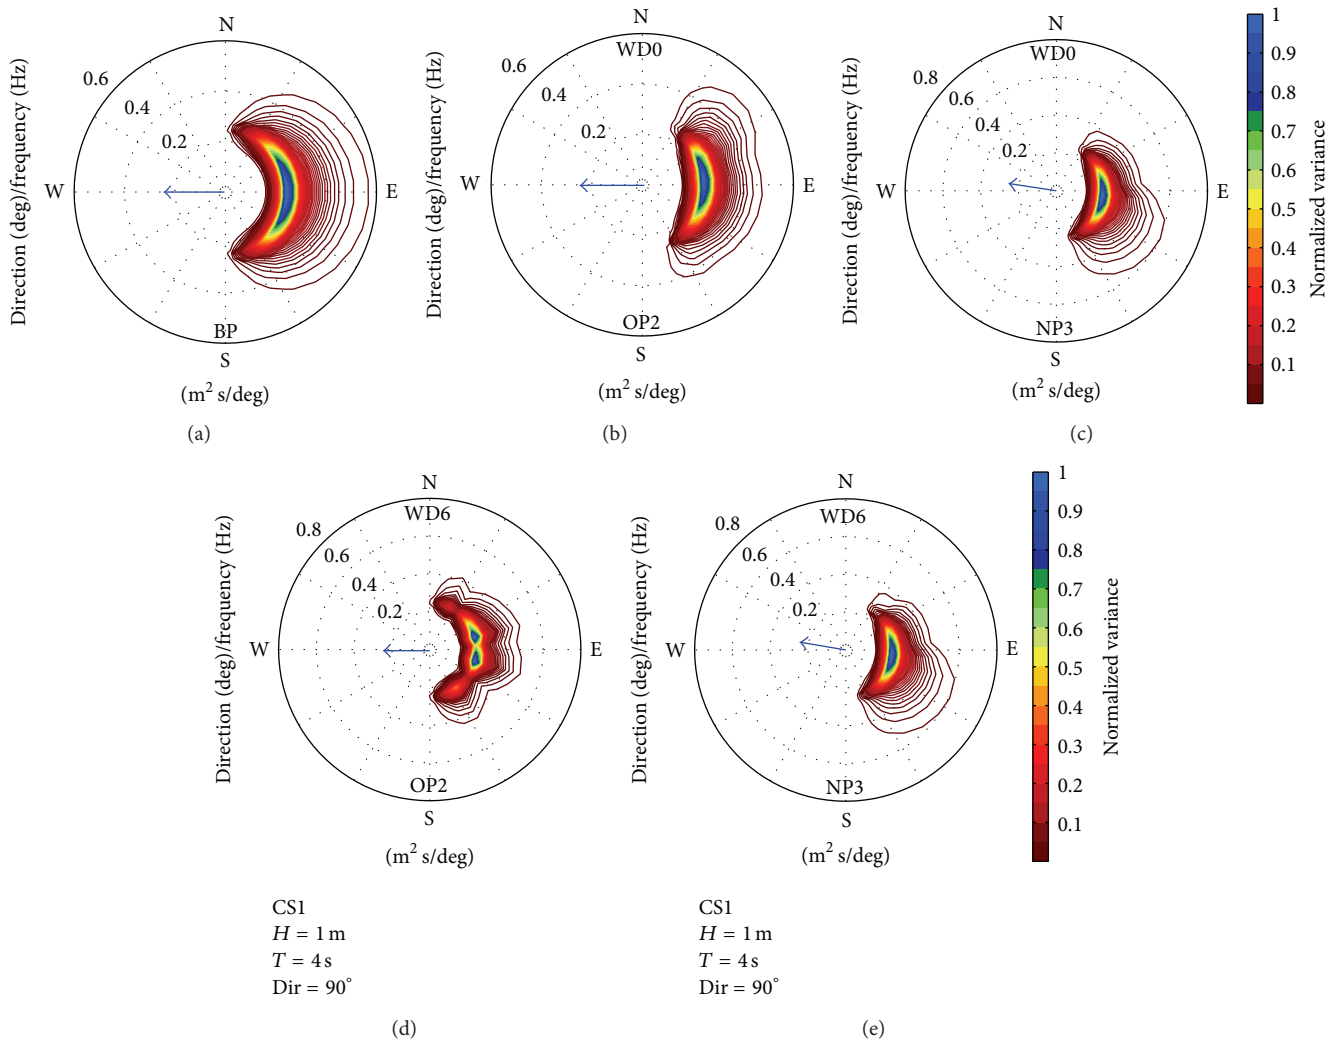 N
N
N
WD0
WD0
0.6
0.4
0.2
0.6
0.4
0.2
0.8
0.6
0.4
0.2
W
E
W
E
W
E
BP
OP2
NP3
S
S
S
Direction (deg)/frequency (Hz)
Direction (deg)/frequency (Hz)
Direction (deg)/frequency (Hz)
(m² s/deg)
(m² s/deg)
(m² s/deg)
1
0.9
0.8
0.7
0.6
0.5
0.4
0.3
0.2
0.1
Normalized variance
(a)
(b)
(c)
N
N
WD6
WD6
0.8
0.6
0.4
0.2
0.8
0.6
0.4
0.2
W
E
W
E
OP2
NP3
S
S
Direction (deg)/frequency (Hz)
Direction (deg)/frequency (Hz)
(m² s/deg)
(m² s/deg)
1
0.9
0.8
0.7
0.6
0.5
0.4
0.3
0.2
0.1
Normalized variance
CS1
H = 1 m
T = 4 s
Dir = 90°
CS1
H = 1 m
T = 4 s
Dir = 90°
(d)
(e)